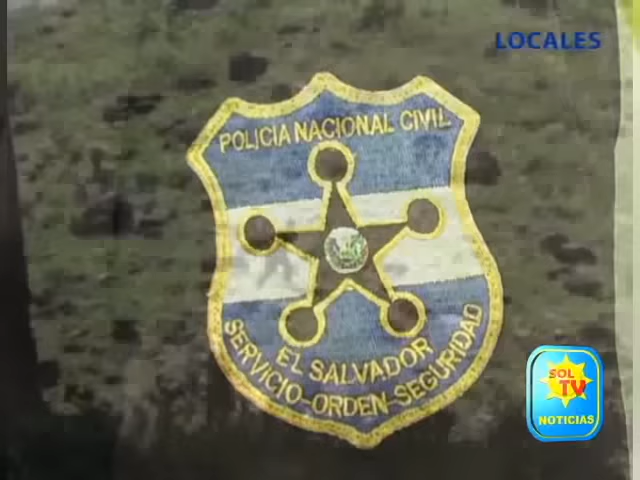 LOCALES
POLICIA NACIONAL CIVIL
EL SALVADOR
SERVICIO-ORDEN-SEGURIDAD
SOL
TV
NOTICIAS